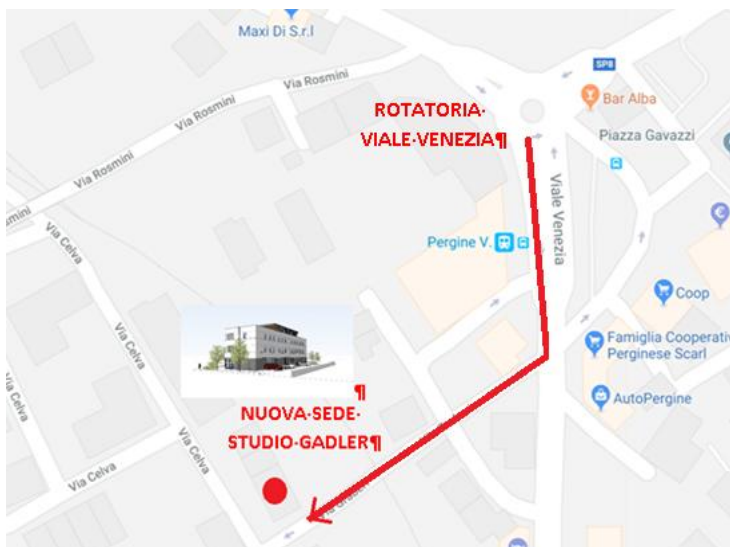 Maxi Di S.r.l
SP8
Via Rosmini
ROTATORIA·
VIALE·VENEZIA¶
Bar Alba
Piazza Gavazzi
Via Rosmini
Via Rosmini
Viale Venezia
Via Celva
Pergine V.
Coop
Famiglia Cooperativ
Perginese Scarl
AutoPergine
Via Celva
¶
NUOVA·SEDE·
STUDIO·GADLER¶
Via Celva
Via Celva
Via Celva